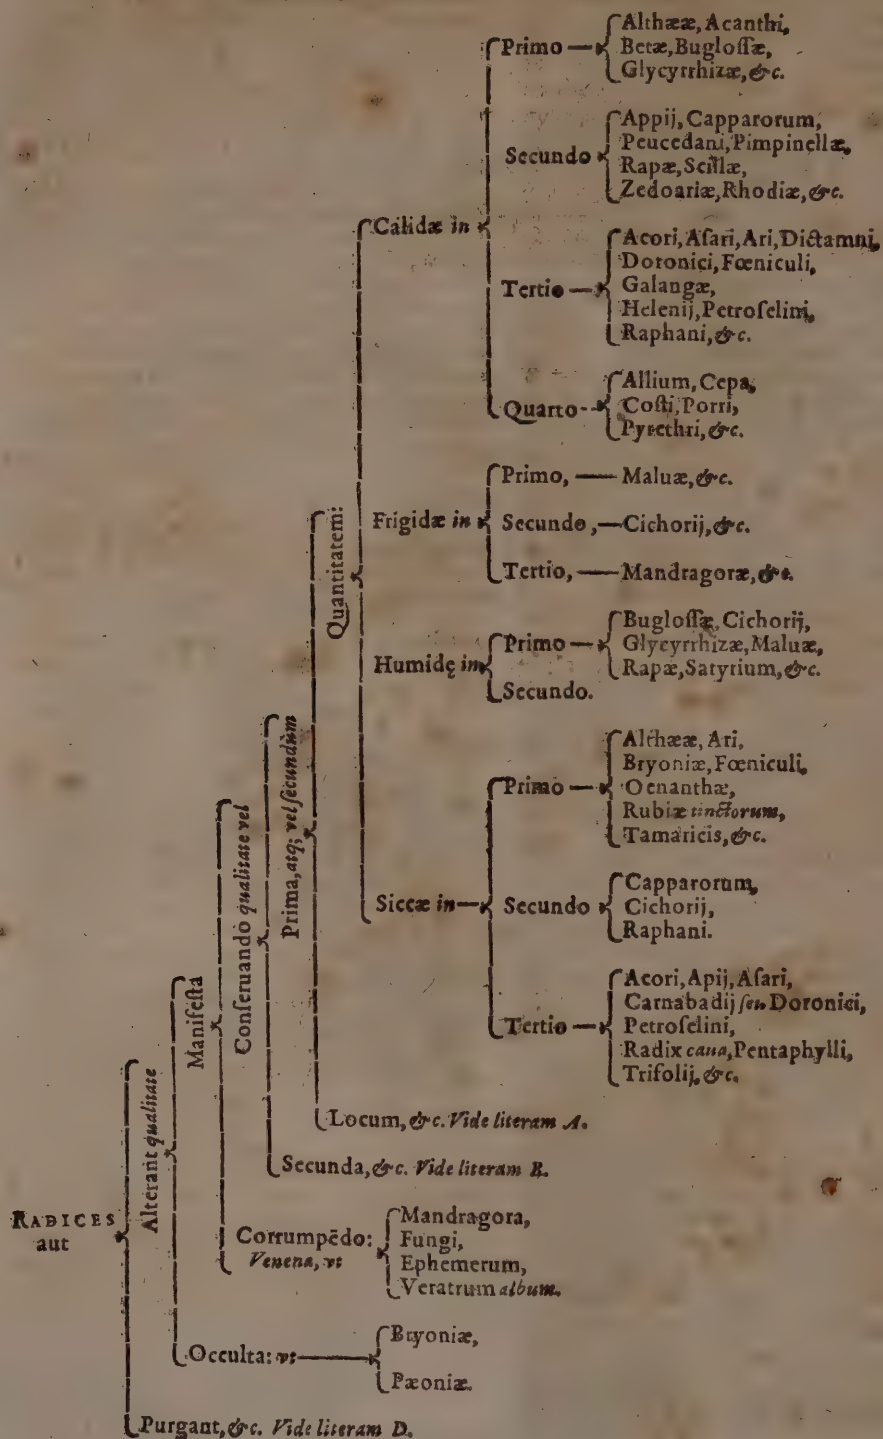 Primo
Althææ, Acanthi,
Betæ, Bugloſſæ,
Glycyrrhizæ, &c.
Secundo
Appij, Capparorum,
Peucedani, Pimpinellæ,
Rapæ, Scillæ,
Zedoariæ, Rhodiæ, &c.
Calidæ in
Tertio
Acori, Aſari, Ari, Dictamni,
Doronici, Fœniculi,
Galangæ,
Helenij, Petroſelini,
Raphani, &c.
Quarto
Allium, Cepa,
Coſti, Porri,
Pyrethri, &c.
Quantitatem:
Frigidæ in
Primo, Maluæ, &c.
Secundo, Cichorij, &c.
Tertio, Mandragoræ, &c.
Humidę in
Primo
Bugloſſæ, Cichorij,
Glycyrrhizæ, Maluæ,
Rapæ, Satyrium, &c.
Secundo.
Siccæ in
Primo
Althææ, Ari,
Bryoniæ, Fœniculi,
Oenanthæ,
Rubiæ tinctorum,
Tamaricis, &c.
Secundo
Capparorum,
Cichorij,
Raphani.
Tertio
Acori, Apij, Aſari,
Carnabadij ſeu Doronici,
Petroſelini,
Radix caua, Pentaphylli,
Trifolij, &c.
Prima, atq; vel ſecundùm
Locum, &c. Vide literam A.
Conſeruando qualitate vel
Secunda, &c. Vide literam B.
Manifeſta
Corrumpēdo:
Venena, vt
Mandragora,
Fungi,
Ephemerum,
Veratrum album.
Alterant qualitate
Occulta: vt
Bryoniæ,
Pæoniæ.
RADICES
aut
Purgant, &c. Vide literam D.